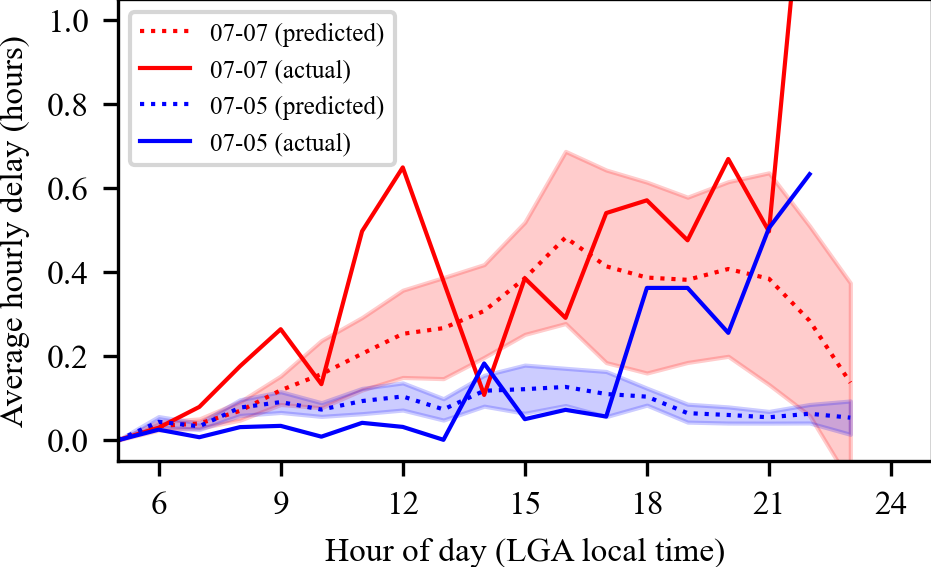 Average hourly delay (hours)
1.0
0.8
0.6
0.4
0.2
0.0
07-07 (predicted)
07-07 (actual)
07-05 (predicted)
07-05 (actual)
6 9 12 15 18 21 24
Hour of day (LGA local time)